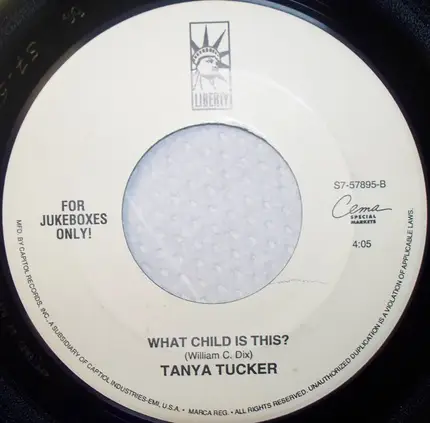 LIBERTY
FOR
JUKEBOXES
ONLY!
S7-57895-B
Cema
SPECIAL
MARKETS
4:05
WHAT CHILD IS THIS?
(William C. Dix)
TANYA TUCKER
MFD. BY CAPITOL RECORDS, INC., A SUBSIDIARY OF CAPITOL INDUSTRIES-EMI, U.S.A. • MARCA REG. • ALL RIGHTS RESERVED. UNAUTHORIZED DUPLICATION IS A VIOLATION OF APPLICABLE LAWS.